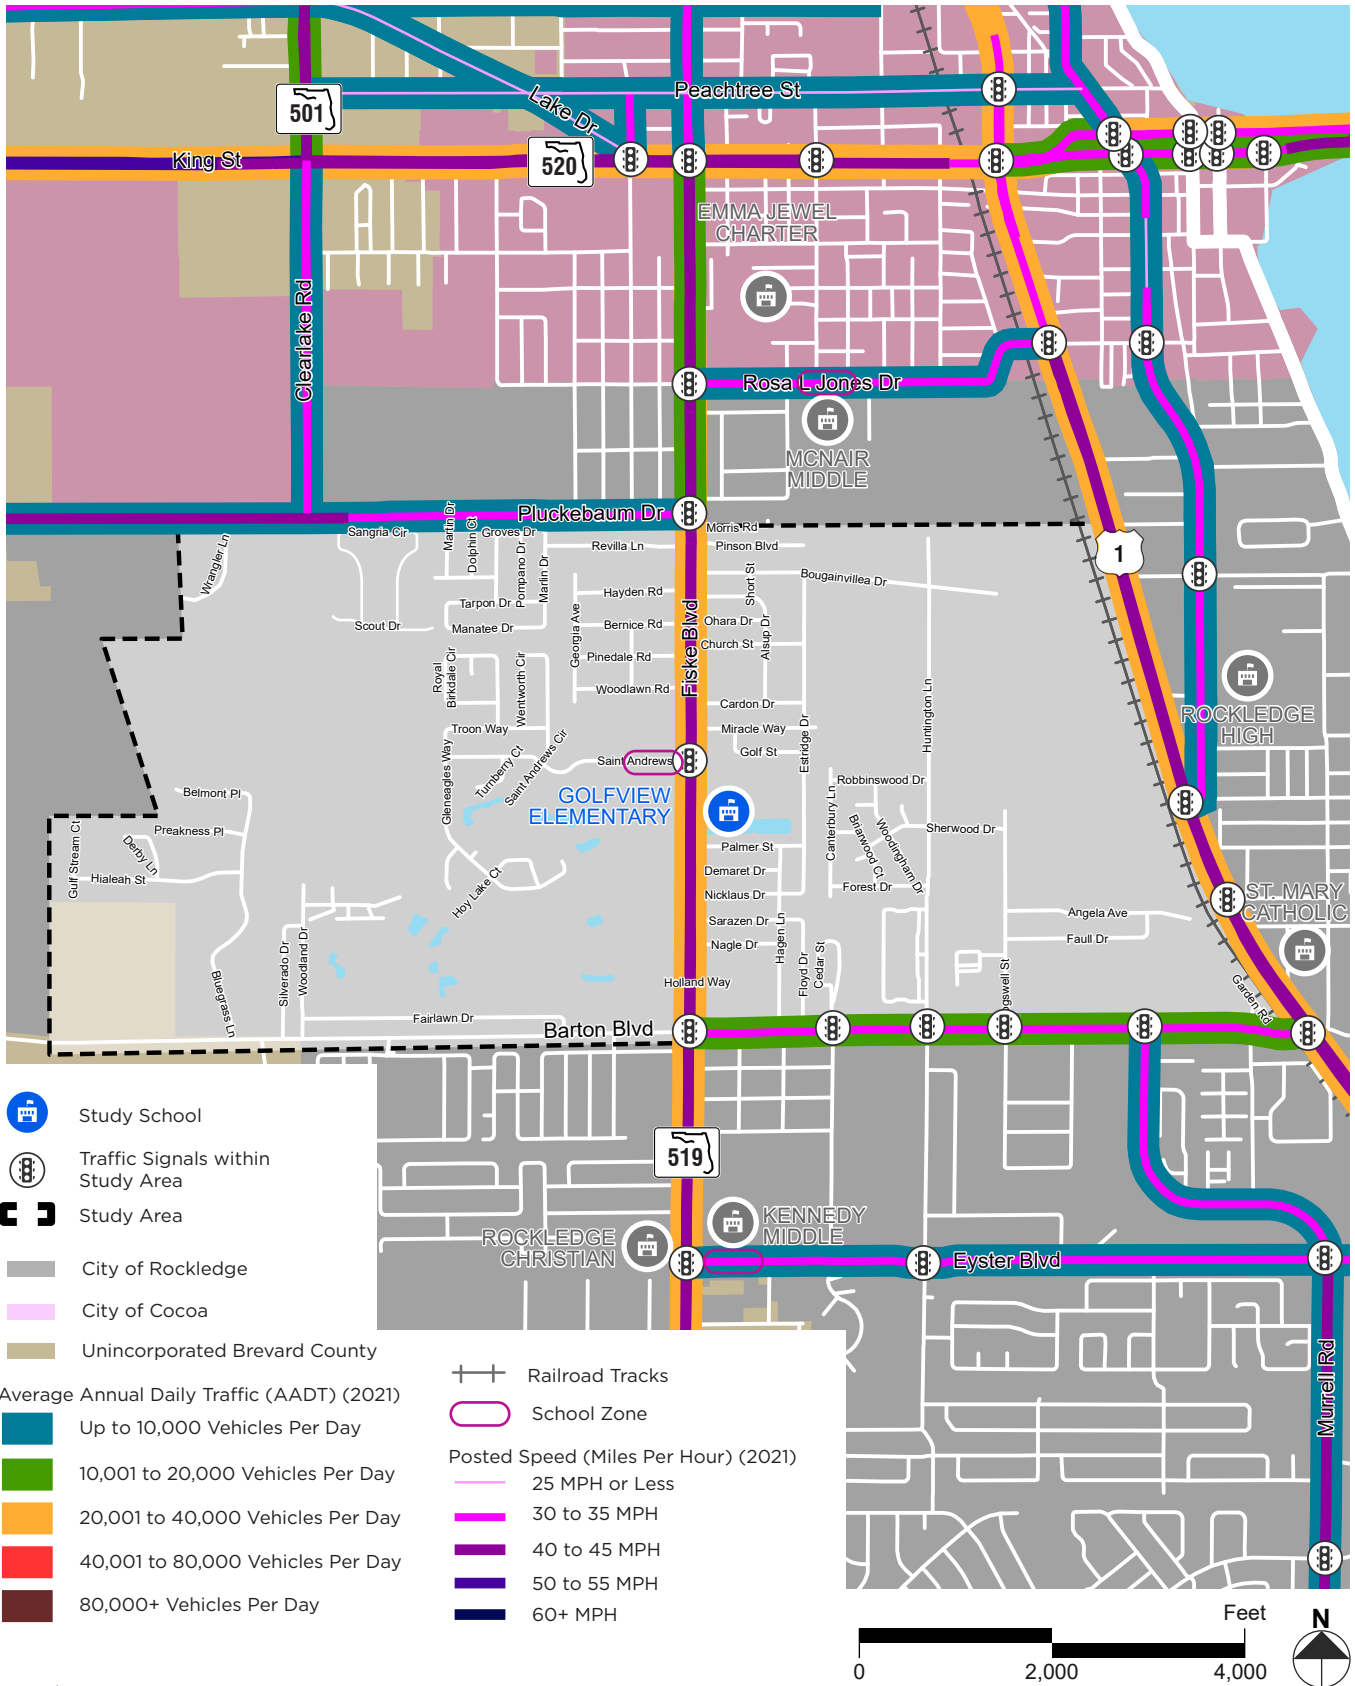 Peachtree St
501
Lake Dr
King St
520
EMMA JEWEL
CHARTER
Clearlake Rd
Rosa L Jones Dr
MCNAIR
MIDDLE
Pluckebaum Dr
Morris Rd
Sangria Cir
Martin Dr
Dolphin Ct
Groves Dr
Pompano Dr
Marlin Dr
Revilla Ln
Pinson Blvd
1
Wrangler Ln
Short St
Bougainvillea Dr
Hayden Rd
Tarpon Dr
Georgia Ave
Fiske Blvd
Scout Dr
Manatee Dr
Bernice Rd
Ohara Dr
Alsup Dr
Church St
Royal
Birkdale Cir
Wentworth Cir
Pinedale Rd
Woodlawn Rd
Cardon Dr
Huntington Ln
ROCKLEDGE
HIGH
Troon Way
Miracle Way
Estridge Dr
Gleneagles Way
Turnberry Ct
Saint Andrews Cir
Saint Andrews
Golf St
Robbinswood Dr
GOLFVIEW
ELEMENTARY
Belmont Pl
Canterbury Ln
Briarwood Ct
Woodingham Dr
Sherwood Dr
Gulf Stream Ct
Preakness Pl
Derby Ln
Hialeah St
Palmer St
Demaret Dr
Hoy Lake Ct
Nicklaus Dr
Forest Dr
ST. MARY
CATHOLIC
Sarazen Dr
Hagen Ln
Angela Ave
Nagle Dr
Faull Dr
Silverado Dr
Woodland Dr
Bluegrass Ln
Holland Way
Floyd Dr
Cedar St
ogswell St
Garden Rd
Fairlawn Dr
Barton Blvd
519
ROCKLEDGE
CHRISTIAN
KENNEDY
MIDDLE
Eyster Blvd
Murrell Rd
Study School
Traffic Signals within
Study Area
Study Area
City of Rockledge
City of Cocoa
Unincorporated Brevard County
Average Annual Daily Traffic (AADT) (2021)
Up to 10,000 Vehicles Per Day
10,001 to 20,000 Vehicles Per Day
20,001 to 40,000 Vehicles Per Day
40,001 to 80,000 Vehicles Per Day
80,000+ Vehicles Per Day
Railroad Tracks
School Zone
Posted Speed (Miles Per Hour) (2021)
25 MPH or Less
30 to 35 MPH
40 to 45 MPH
50 to 55 MPH
60+ MPH
Feet
0 2,000 4,000
N